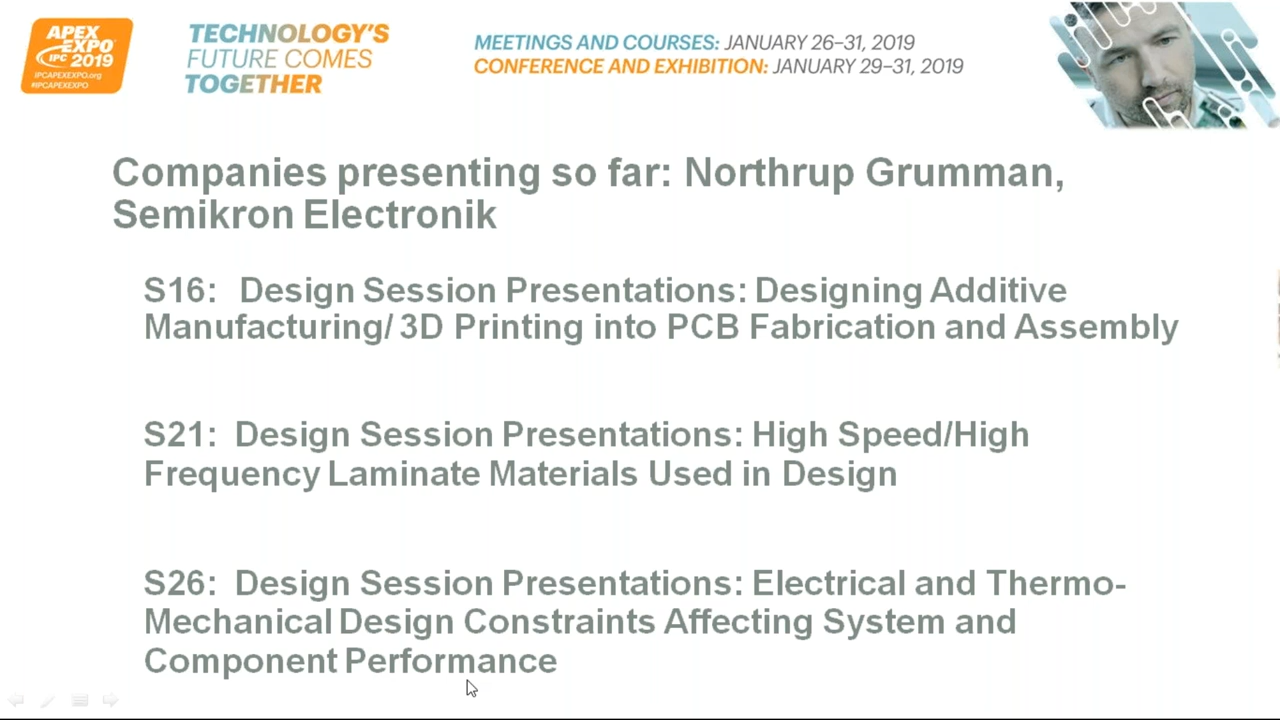 APEX
EXPO
IPC 2019
IPCAPEXEXPO.org
#IPCAPEXEXPO
TECHNOLOGY'S
FUTURE COMES
TOGETHER
MEETINGS AND COURSES: JANUARY 26–31, 2019
CONFERENCE AND EXHIBITION: JANUARY 29–31, 2019
Companies presenting so far: Northrup Grumman,
Semikron Electronik
S16: Design Session Presentations: Designing Additive
Manufacturing/ 3D Printing into PCB Fabrication and Assembly
S21: Design Session Presentations: High Speed/High
Frequency Laminate Materials Used in Design
S26: Design Session Presentations: Electrical and Thermo-
Mechanical Design Constraints Affecting System and
Component Performance